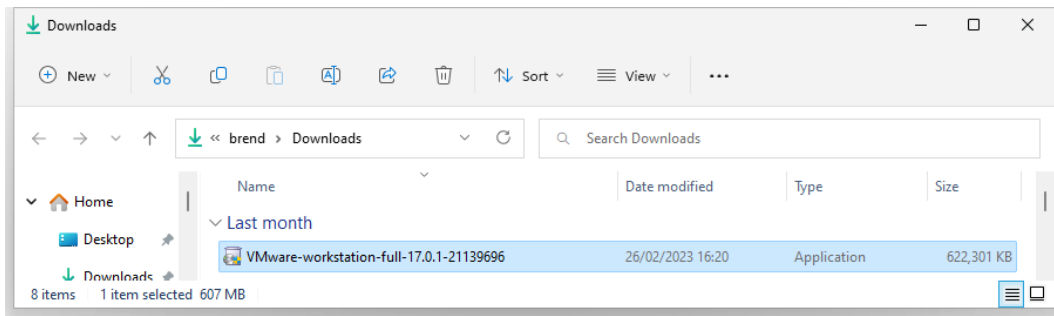 Downloads
New
Sort
View
« brend > Downloads
Search Downloads
Name Date modified Type Size
Home
Last month
Desktop
VMware-workstation-full-17.0.1-21139696 26/02/2023 16:20 Application 622,301 KB
Downloads
8 items 1 item selected 607 MB